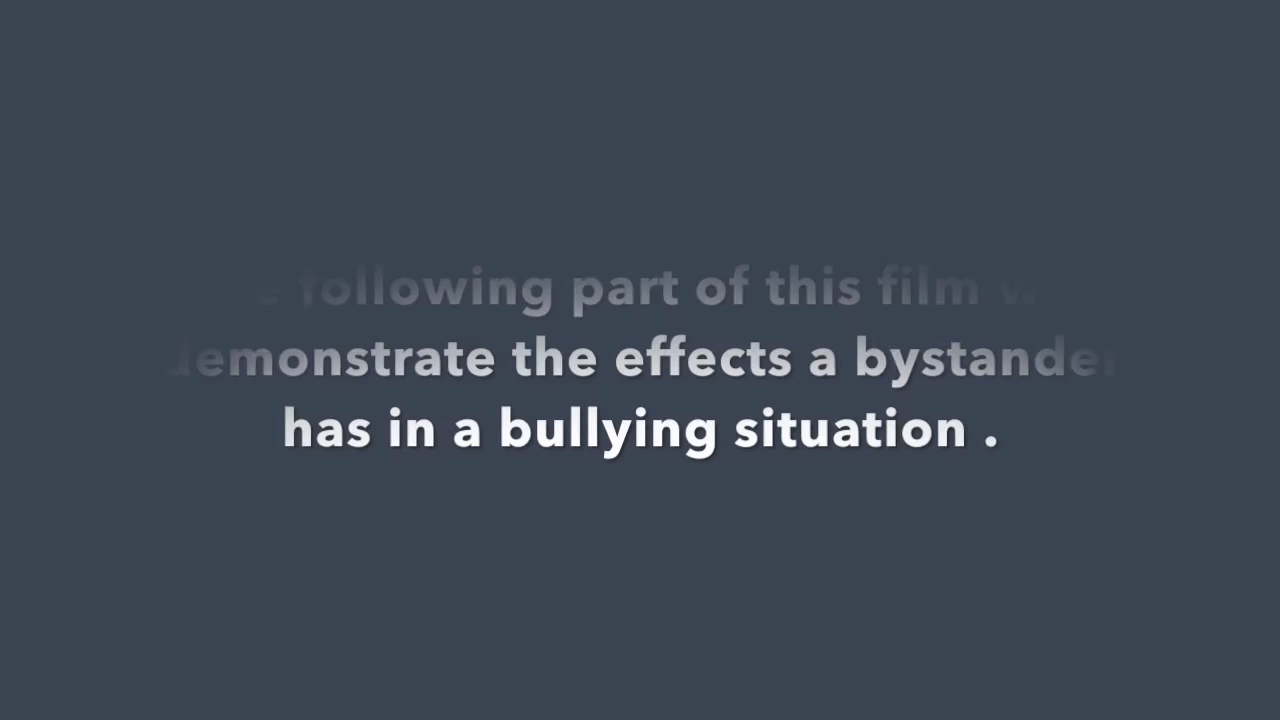 following part of this film
demonstrate the effects a bystander
has in a bullying situation .